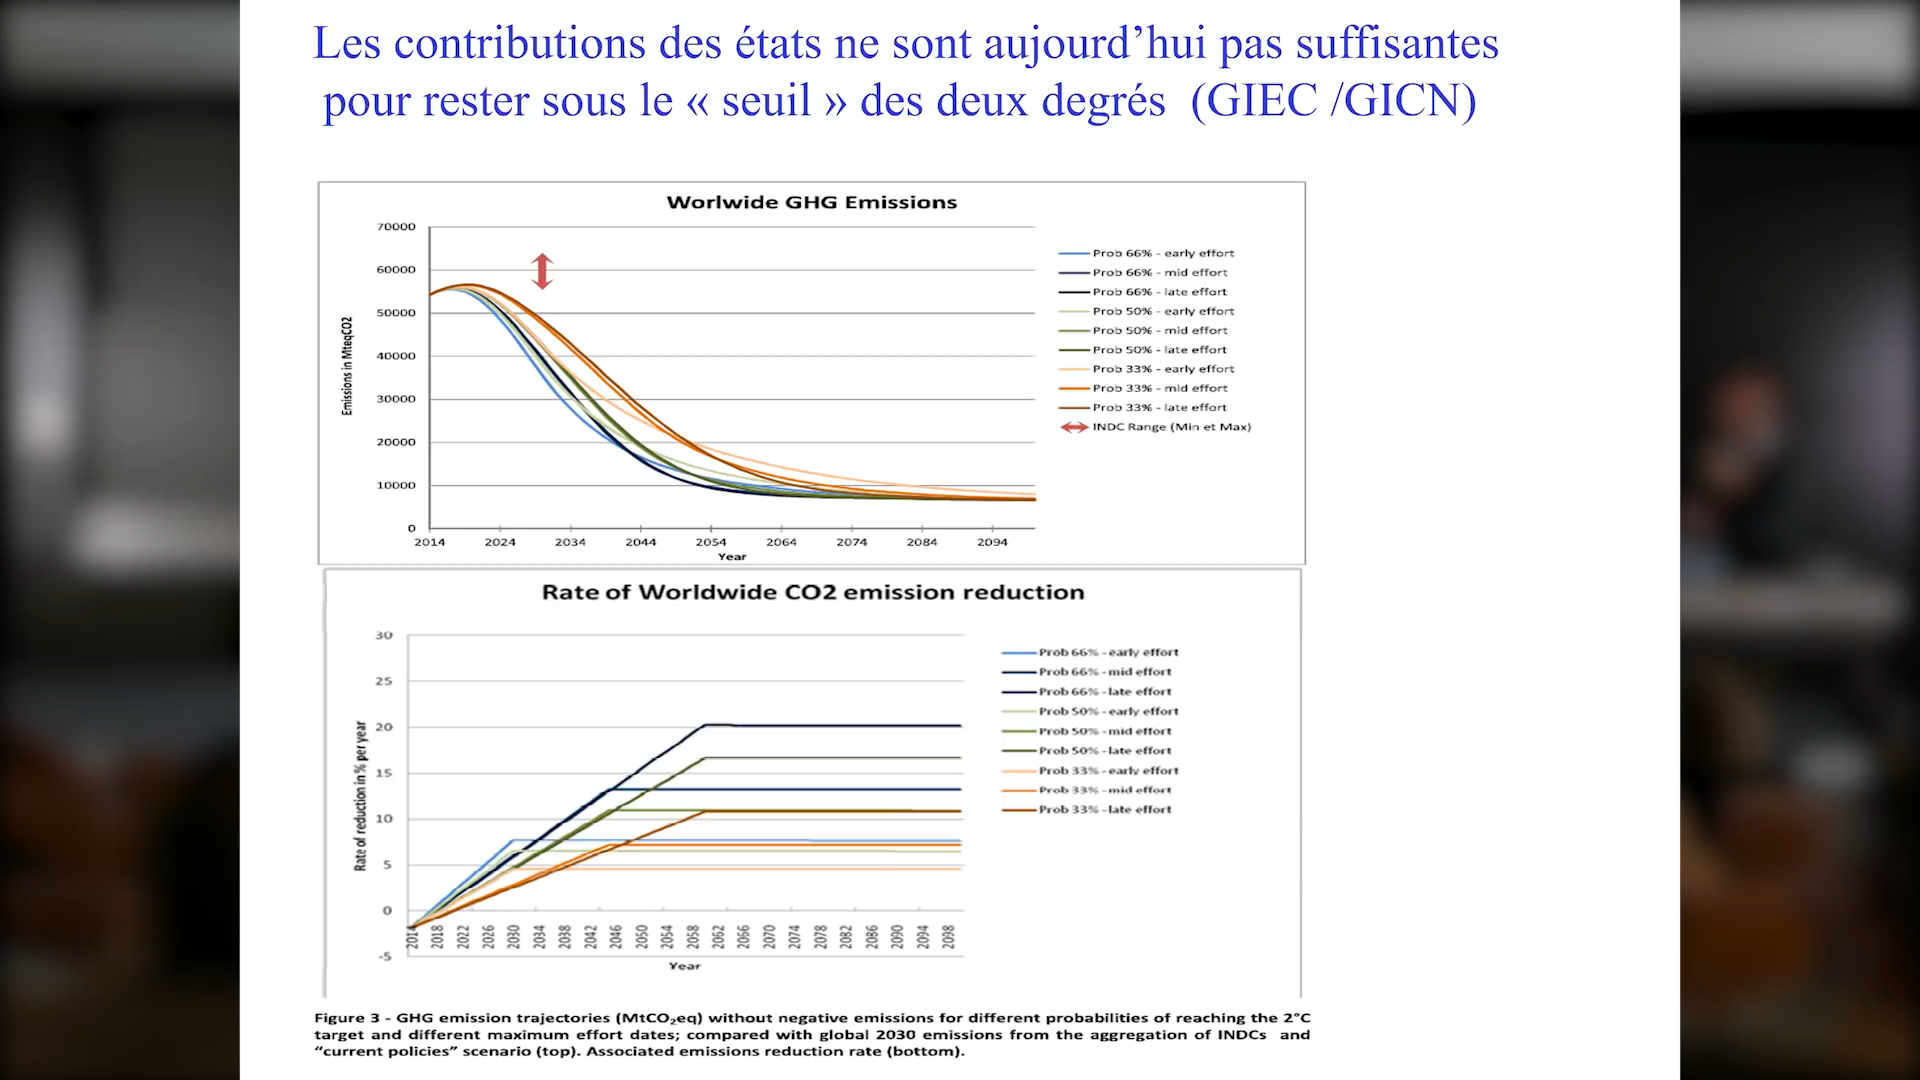 Les contributions des états ne sont aujourd’hui pas suffisantes
pour rester sous le « seuil » des deux degrés (GIEC /GICN)
Worlwide GHG Emissions
70000
60000
50000
40000
30000
20000
10000
0
Emissions in MteqCO2
2014 2024 2034 2044 2054 2064 2074 2084 2094
Year
Prob 66% - early effort
Prob 66% - mid effort
Prob 66% - late effort
Prob 50% - early effort
Prob 50% - mid effort
Prob 50% - late effort
Prob 33% - early effort
Prob 33% - mid effort
Prob 33% - late effort
INDC Range (Min et Max)
Rate of Worldwide CO2 emission reduction
30
25
20
15
10
5
0
-5
Rate of reduction in % per year
2014 2018 2022 2026 2030 2034 2038 2042 2046 2050 2054 2058 2062 2066 2070 2074 2078 2082 2086 2090 2094 2098
Year
Prob 66% - early effort
Prob 66% - mid effort
Prob 66% - late effort
Prob 50% - early effort
Prob 50% - mid effort
Prob 50% - late effort
Prob 33% - early effort
Prob 33% - mid effort
Prob 33% - late effort
Figure 3 - GHG emission trajectories (MtCO₂eq) without negative emissions for different probabilities of reaching the 2°C
target and different maximum effort dates; compared with global 2030 emissions from the aggregation of INDCs and
“current policies” scenario (top). Associated emissions reduction rate (bottom).